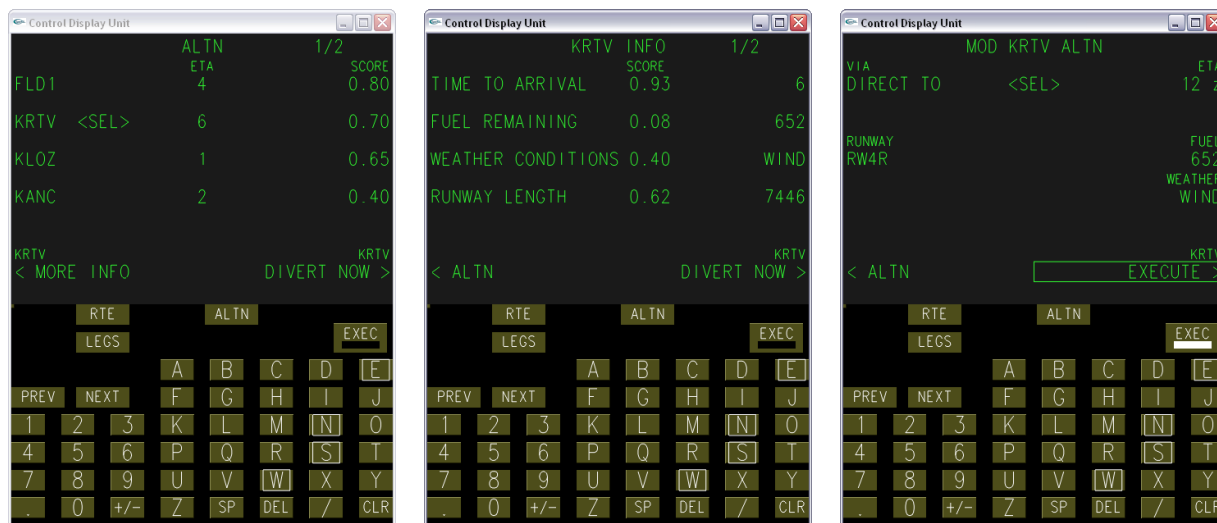 Control Display Unit
ALTN 1/2
ETA SCORE
FLD1 4 0.80
KRTV <SEL> 6 0.70
KLOZ 1 0.65
KANC 2 0.40
KRTV KRTV
< MORE INFO DIVERT NOW >
RTE ALTN
LEGS EXEC
A B C D E
PREV NEXT F G H I J
1 2 3 K L M N O
4 5 6 P Q R S T
7 8 9 U V W X Y
. 0 +/- Z SP DEL / CLR
Control Display Unit
KRTV INFO 1/2
SCORE
TIME TO ARRIVAL 0.93 6
FUEL REMAINING 0.08 652
WEATHER CONDITIONS 0.40 WIND
RUNWAY LENGTH 0.62 7446
KRTV
< ALTN DIVERT NOW >
RTE ALTN
LEGS EXEC
A B C D E
PREV NEXT F G H I J
1 2 3 K L M N O
4 5 6 P Q R S T
7 8 9 U V W X Y
. 0 +/- Z SP DEL / CLR
Control Display Unit
MOD KRTV ALTN
VIA ETA
DIRECT TO <SEL> 12 z
RUNWAY FUEL
RW4R 652
WEATHER
WIND
KRTV
< ALTN EXECUTE >
RTE ALTN
LEGS EXEC
A B C D E
PREV NEXT F G H I J
1 2 3 K L M N O
4 5 6 P Q R S T
7 8 9 U V W X Y
. 0 +/- Z SP DEL / CLR